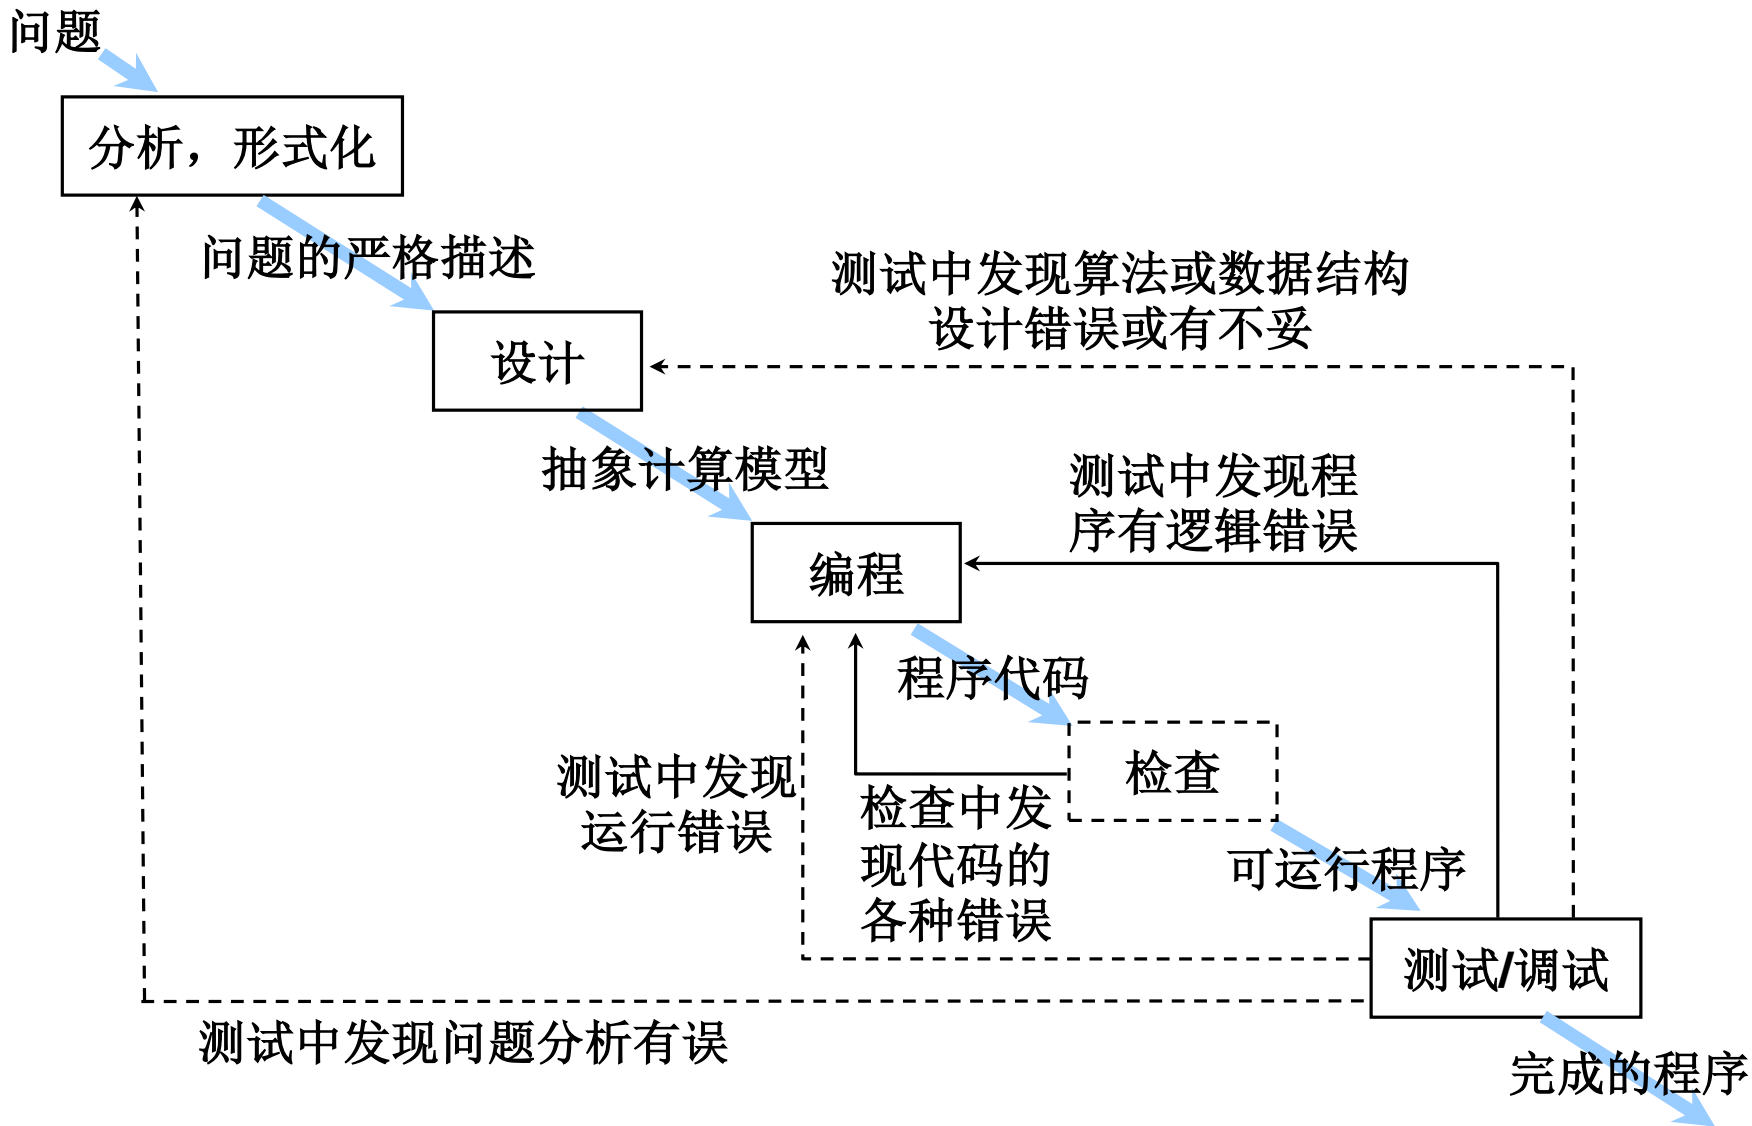 问题
分析，形式化
问题的严格描述
测试中发现算法或数据结构
设计错误或有不妥
设计
抽象计算模型
测试中发现程
序有逻辑错误
编程
程序代码
检查
测试中发现
运行错误
检查中发
现代码的
各种错误
可运行程序
测试/调试
测试中发现问题分析有误
完成的程序